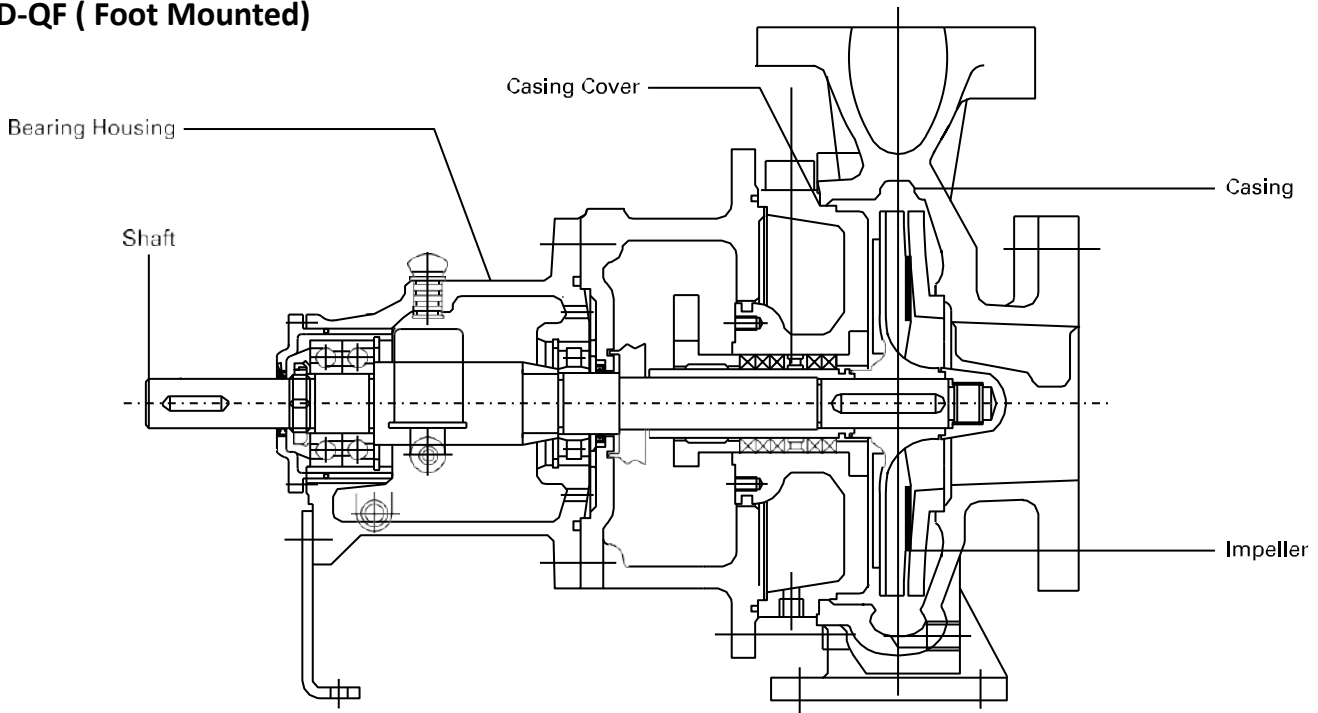 D-QF ( Foot Mounted)
Casing Cover
Bearing Housing
Casing
Shaft
Impeller